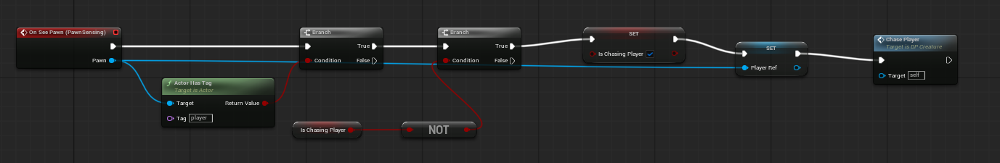 On See Pawn (PawnSensing)
Pawn
Actor Has Tag
Target is Actor
Target
Return Value
Tag
player
Branch
True
Condition
False
Is Chasing Player
NOT
Branch
True
Condition
False
SET
Is Chasing Player
SET
Player Ref
Chase Player
Target is BP Creature
Target
self